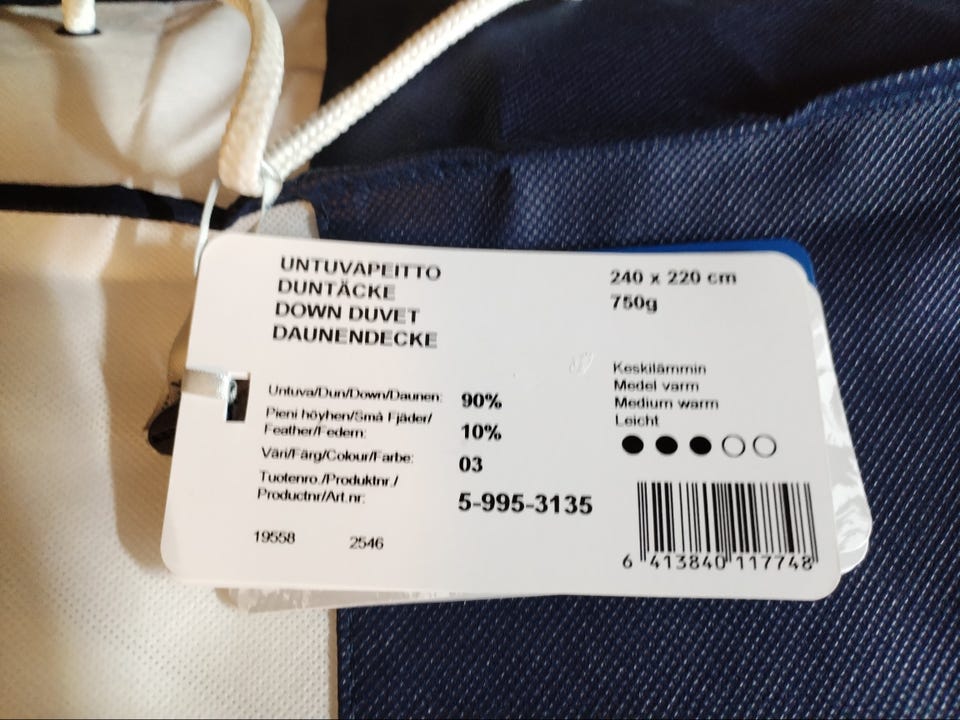 UNTUVAPEITTO
DUNTÄCKE
DOWN DUVET
DAUNENDECKE
240 x 220 cm
750g
Keskilämmin
Medel varm
Medium warm
Leicht
Untuva/Dun/Down/Daunen: 90%
Pieni höyhen/Små Fjäder/
Feather/Federn: 10%
Väri/Färg/Colour/Farbe: 03
Tuotenro./Produktnr./
Productnr/Art.nr: 5-995-3135
19558 2546
6 413840 117748